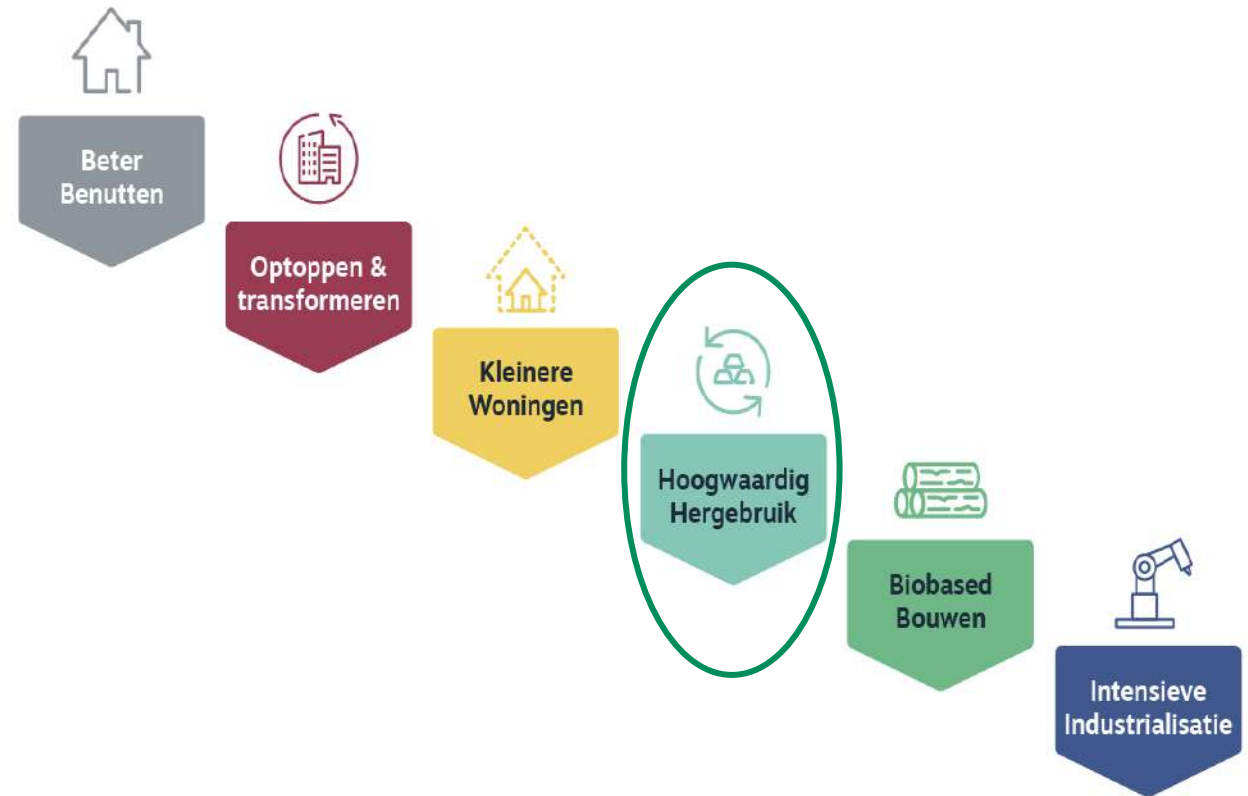 Beter
Benutten
Optoppen &
transformeren
Kleinere
Woningen
Hoogwaardig
Hergebruik
Biobased
Bouwen
Intensieve
Industrialisatie